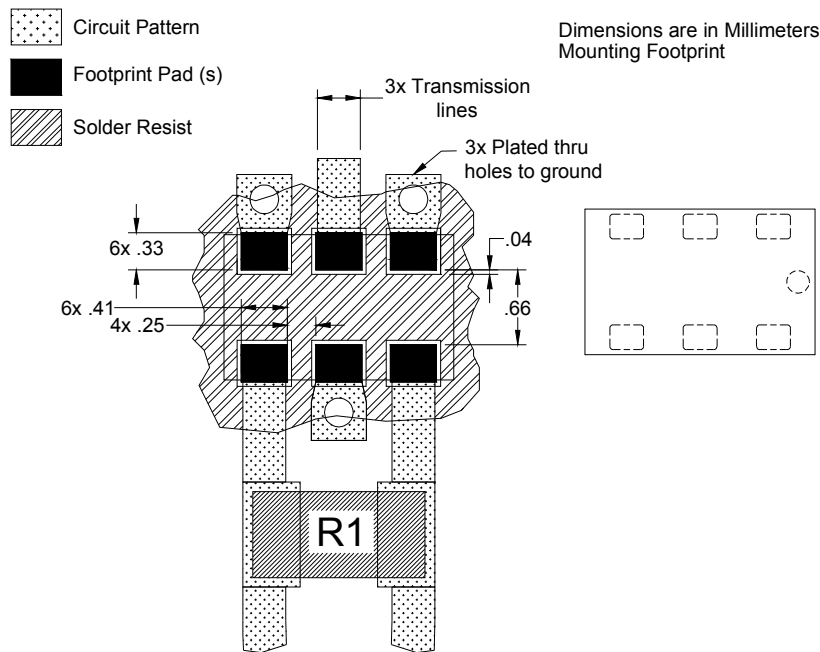 Circuit Pattern
Footprint Pad (s)
Solder Resist
Dimensions are in Millimeters
Mounting Footprint
3x Transmission
lines
3x Plated thru
holes to ground
6x .33
.04
6x .41
4x .25
.66
R1